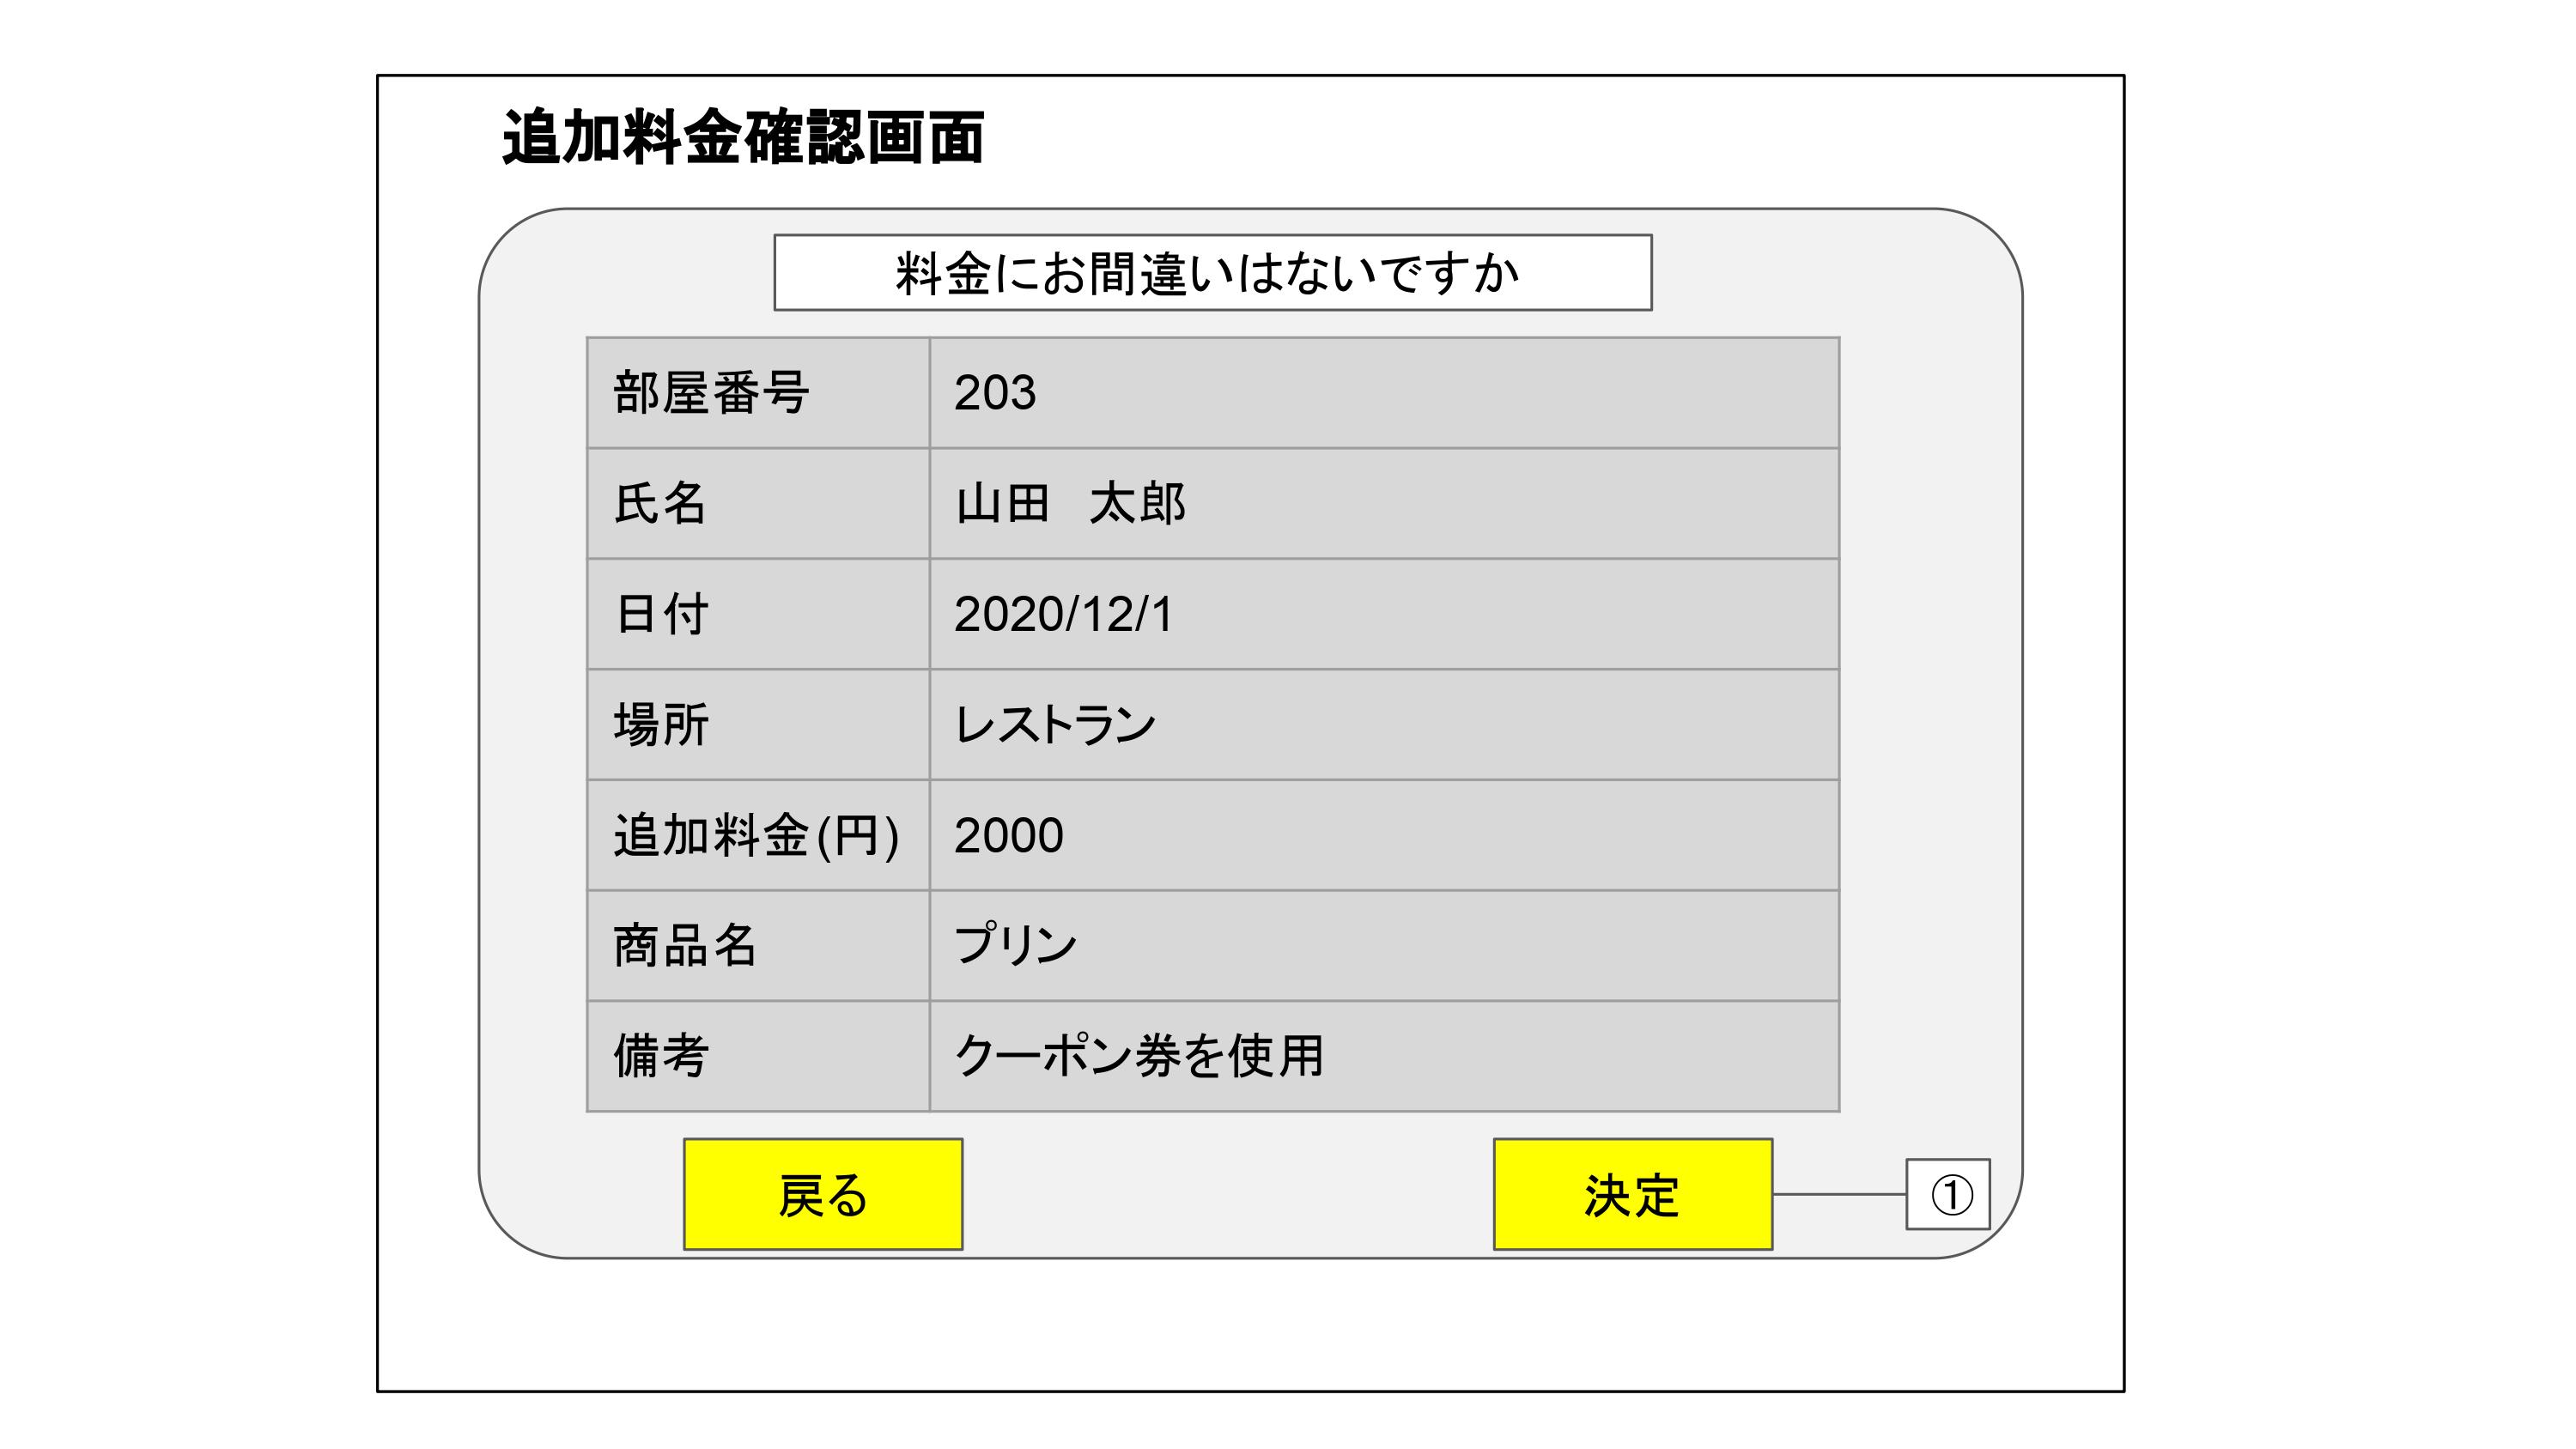 追加料金確認画面
料金にお間違いはないですか
部屋番号 203
氏名 山田　太郎
日付 2020/12/1
場所 レストラン
追加料金(円) 2000
商品名 プリン
備考 クーポン券を使用
戻る 決定 ①